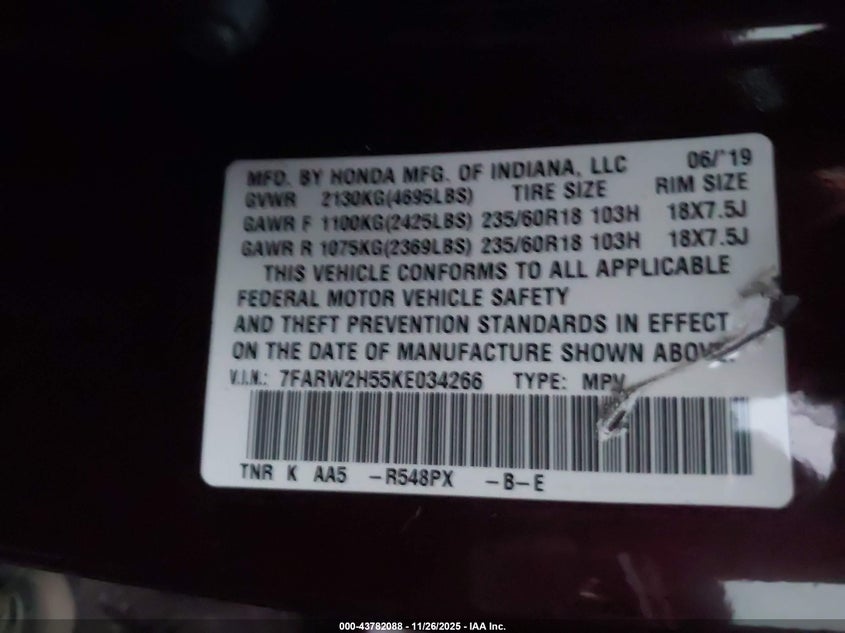 MFD. BY HONDA MFG. OF INDIANA, LLC 06/'19
GVWR 2130KG(4695LBS) TIRE SIZE RIM SIZE
GAWR F 1100KG(2425LBS) 235/60R18 103H 18X7.5J
GAWR R 1075KG(2369LBS) 235/60R18 103H 18X7.5J
THIS VEHICLE CONFORMS TO ALL APPLICABLE
FEDERAL MOTOR VEHICLE SAFETY
AND THEFT PREVENTION STANDARDS IN EFFECT
ON THE DATE OF MANUFACTURE SHOWN ABOVE.
V.I.N.: 7FARW2H55KE034266 TYPE: MPV
TNR K AA5 -R548PX -B-E
000-43782088 - 11/26/2025 - IAA Inc.